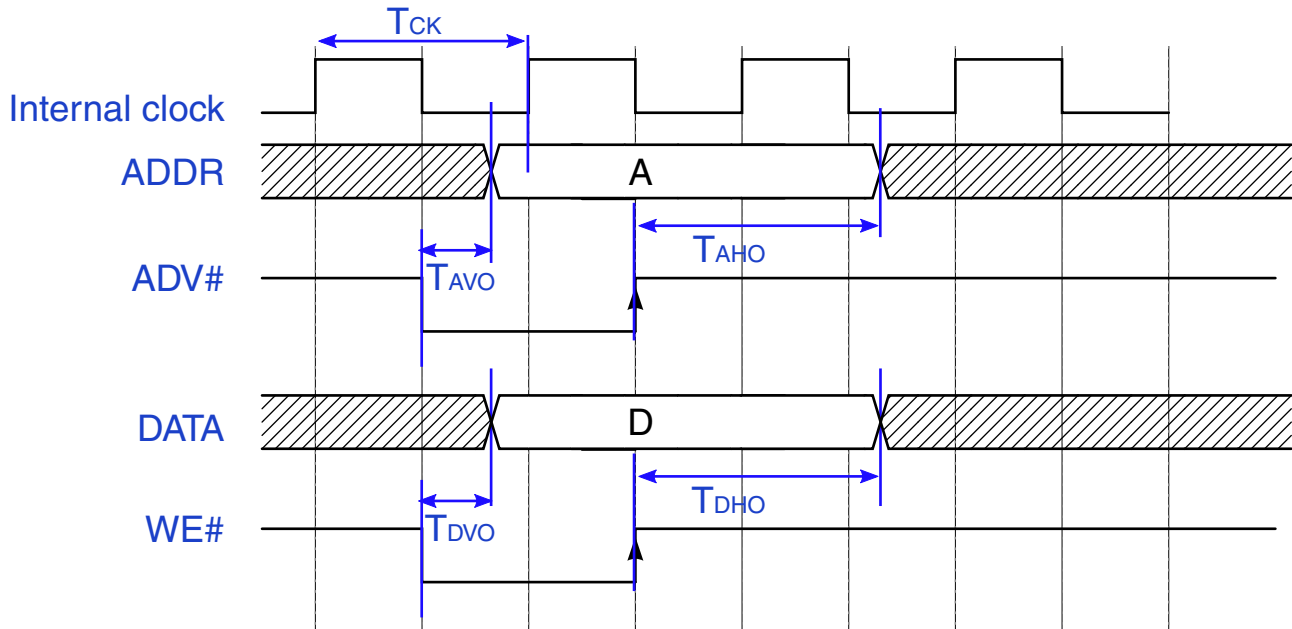 TCK
Internal clock
ADDR
A
TAHO
TAVO
ADV#
DATA
D
TDHO
TDVO
WE#